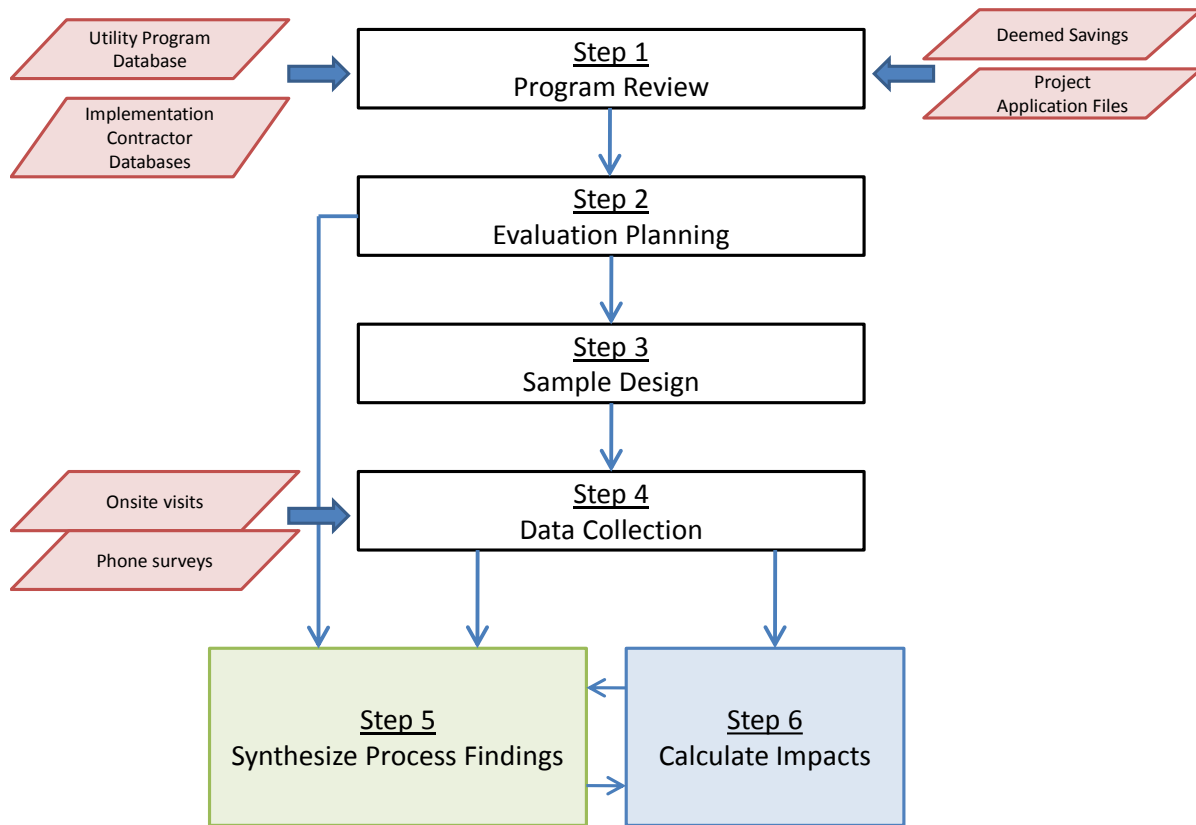 Utility Program
Database
Implementation
Contractor
Databases
Step 1
Program Review
Deemed Savings
Project
Application Files
Step 2
Evaluation Planning
Step 3
Sample Design
Onsite visits
Phone surveys
Step 4
Data Collection
Step 5
Synthesize Process Findings
Step 6
Calculate Impacts